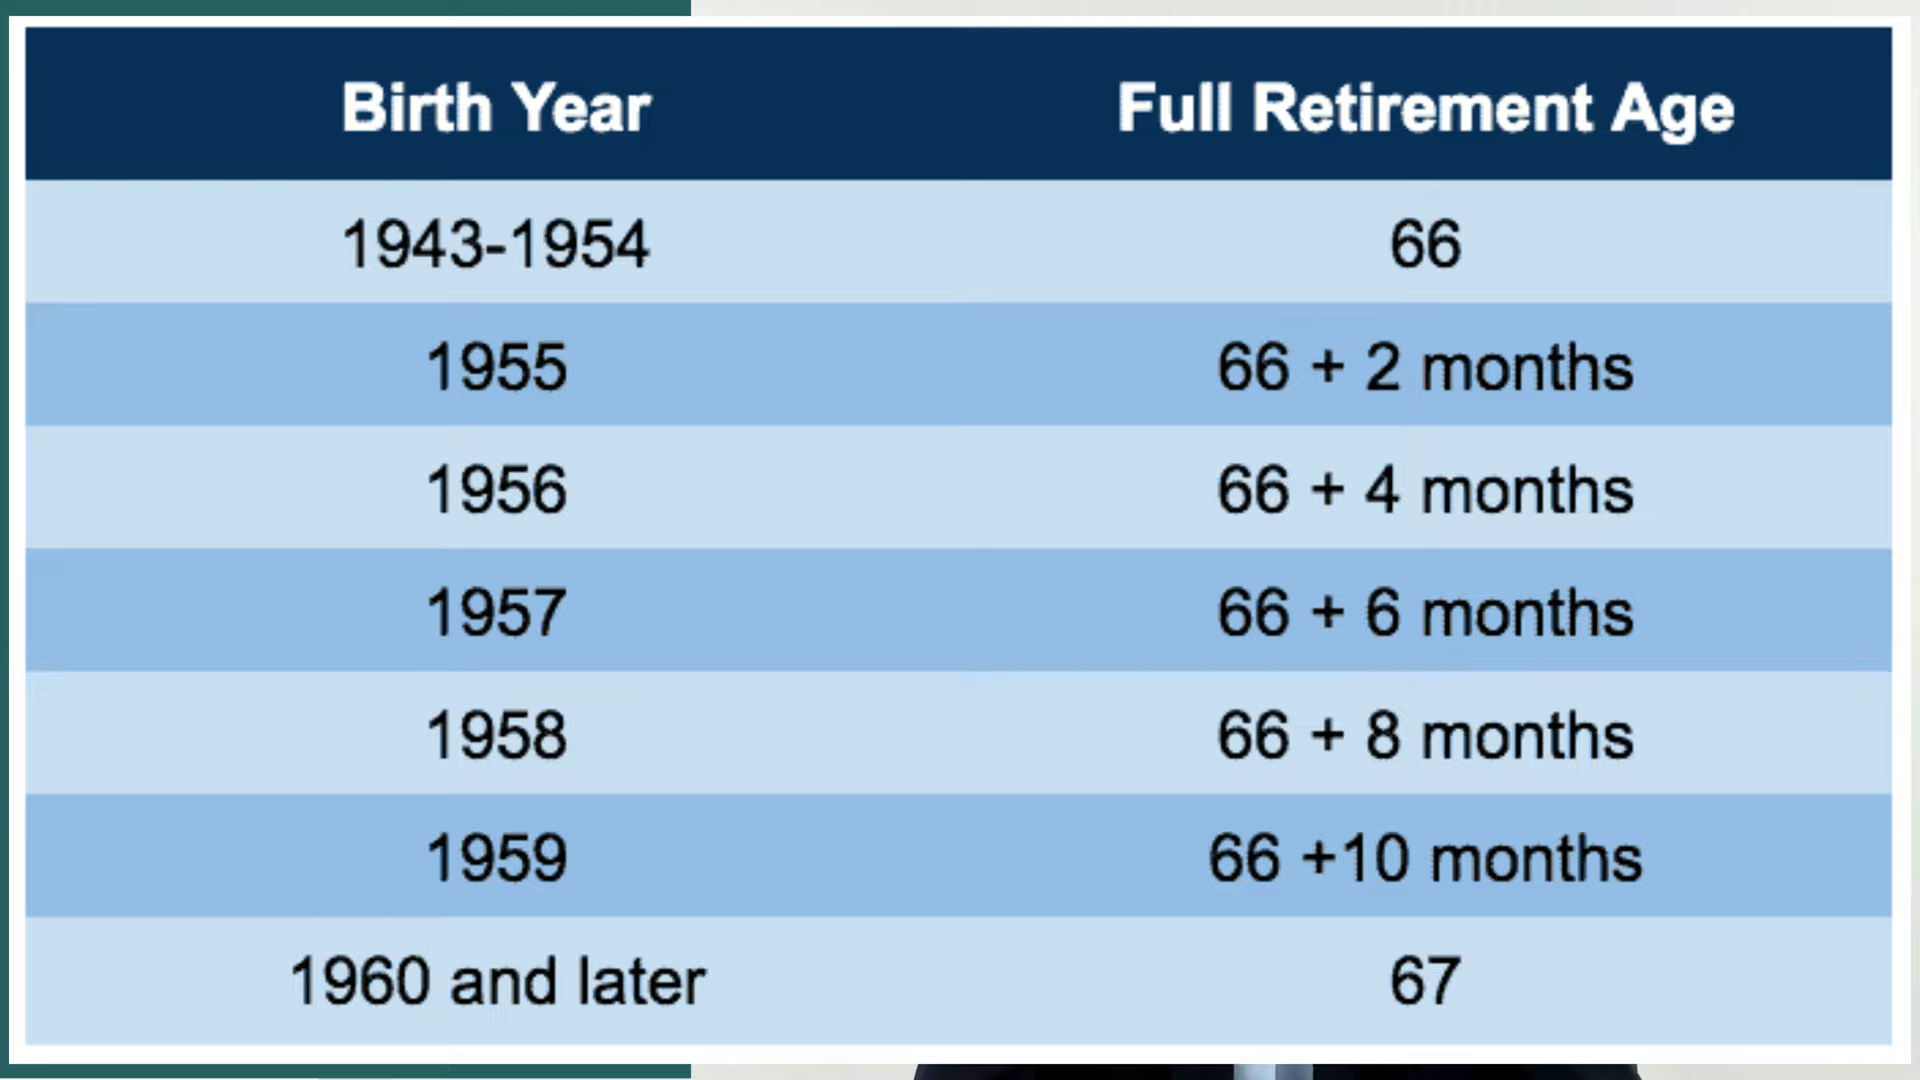 Birth Year Full Retirement Age
1943-1954 66
1955 66 + 2 months
1956 66 + 4 months
1957 66 + 6 months
1958 66 + 8 months
1959 66 +10 months
1960 and later 67